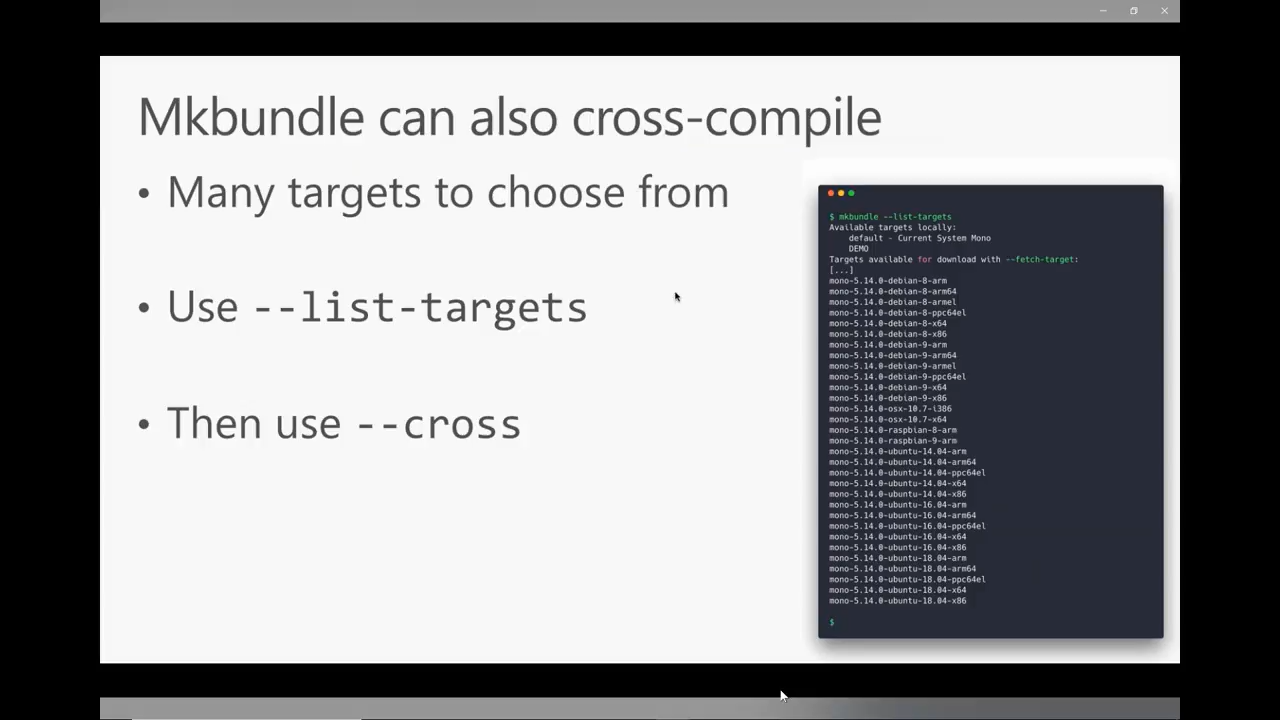 Mkbundle can also cross-compile
• Many targets to choose from
• Use --list-targets
• Then use --cross
$ mkbundle --list-targets
Available targets locally:
default - Current System Mono
DEMO
Targets available for download with --fetch-target:
[...]
mono-5.14.0-debian-8-arm
mono-5.14.0-debian-8-arm64
mono-5.14.0-debian-8-armel
mono-5.14.0-debian-8-ppc64el
mono-5.14.0-debian-8-x64
mono-5.14.0-debian-8-x86
mono-5.14.0-debian-9-arm
mono-5.14.0-debian-9-arm64
mono-5.14.0-debian-9-armel
mono-5.14.0-debian-9-ppc64el
mono-5.14.0-debian-9-x64
mono-5.14.0-debian-9-x86
mono-5.14.0-osx-10.7-i386
mono-5.14.0-osx-10.7-x64
mono-5.14.0-raspbian-8-arm
mono-5.14.0-raspbian-9-arm
mono-5.14.0-ubuntu-14.04-arm
mono-5.14.0-ubuntu-14.04-arm64
mono-5.14.0-ubuntu-14.04-ppc64el
mono-5.14.0-ubuntu-14.04-x64
mono-5.14.0-ubuntu-14.04-x86
mono-5.14.0-ubuntu-16.04-arm
mono-5.14.0-ubuntu-16.04-arm64
mono-5.14.0-ubuntu-16.04-ppc64el
mono-5.14.0-ubuntu-16.04-x64
mono-5.14.0-ubuntu-16.04-x86
mono-5.14.0-ubuntu-18.04-arm
mono-5.14.0-ubuntu-18.04-arm64
mono-5.14.0-ubuntu-18.04-ppc64el
mono-5.14.0-ubuntu-18.04-x64
mono-5.14.0-ubuntu-18.04-x86
$